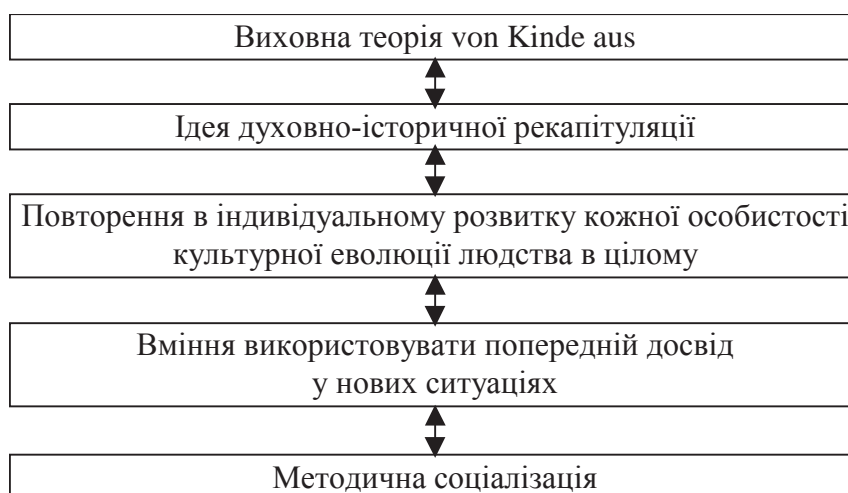 Виховна теорія von Kinde aus
Ідея духовно-історичної рекапітуляції
Повторення в індивідуальному розвитку кожної особистості
культурної еволюції людства в цілому
Вміння використовувати попередній досвід
у нових ситуаціях
Методична соціалізація